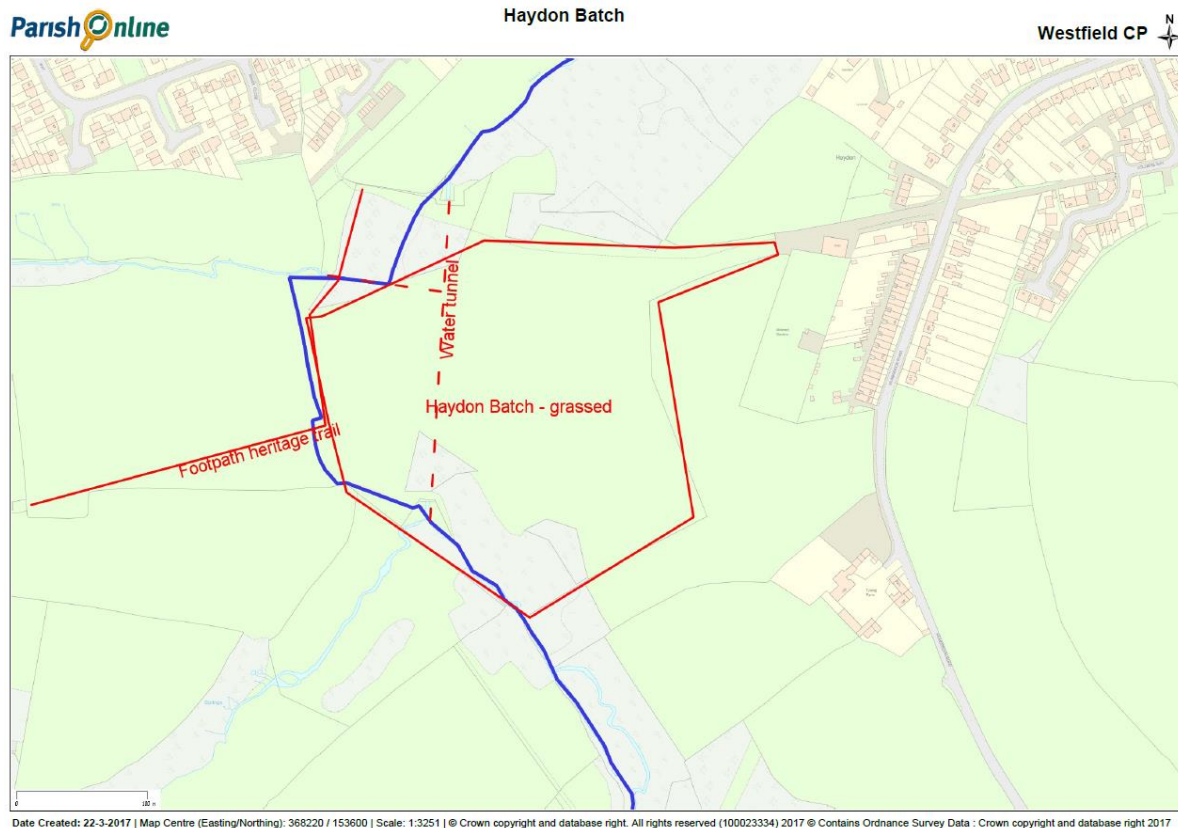 Parish Online
Haydon Batch
Westfield CP
N
Haydon
Water tunnel
Haydon Batch - grassed
Footpath heritage trail
0 100 m
Date Created: 22-3-2017 | Map Centre (Easting/Northing): 368220 / 153600 | Scale: 1:3251 | © Crown copyright and database right. All rights reserved (100023334) 2017 © Contains Ordnance Survey Data : Crown copyright and database right 2017